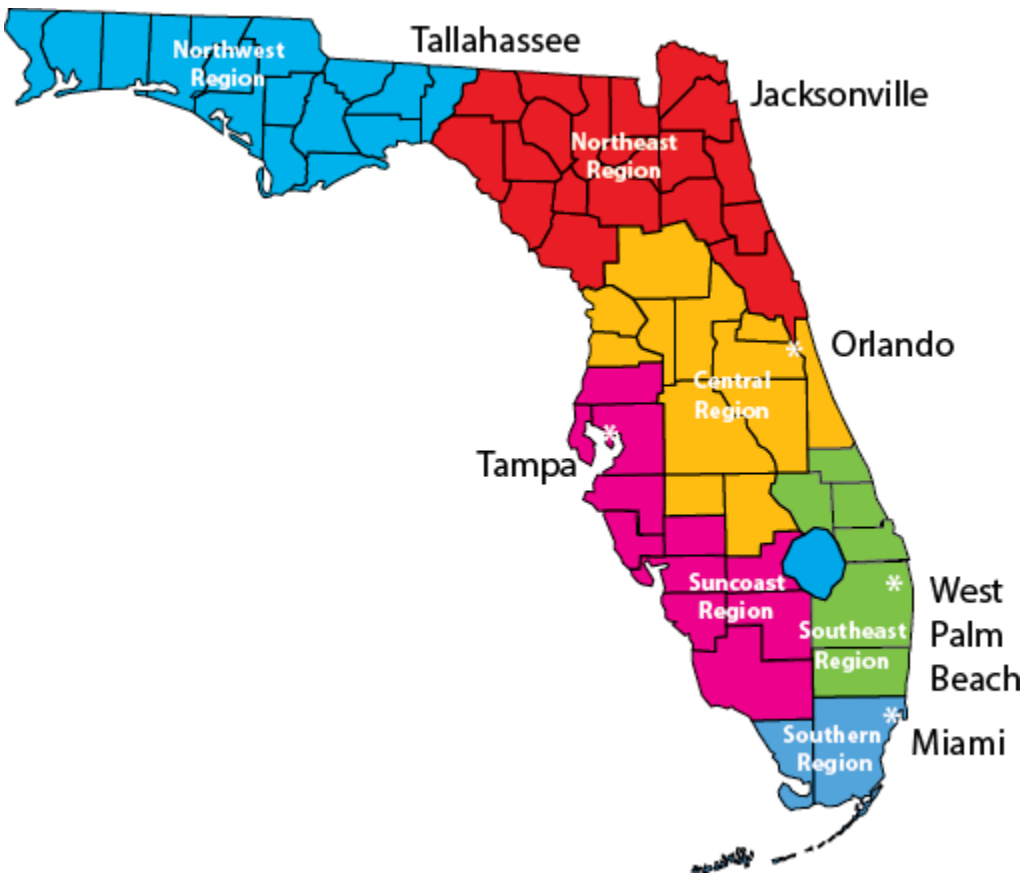 Tallahassee
Northwest
Region
Jacksonville
Northeast
Region
Orlando
*
Central
Region
*
Tampa
Suncoast
Region
*
West
Palm
Beach
Southeast
Region
*
Miami
Southern
Region